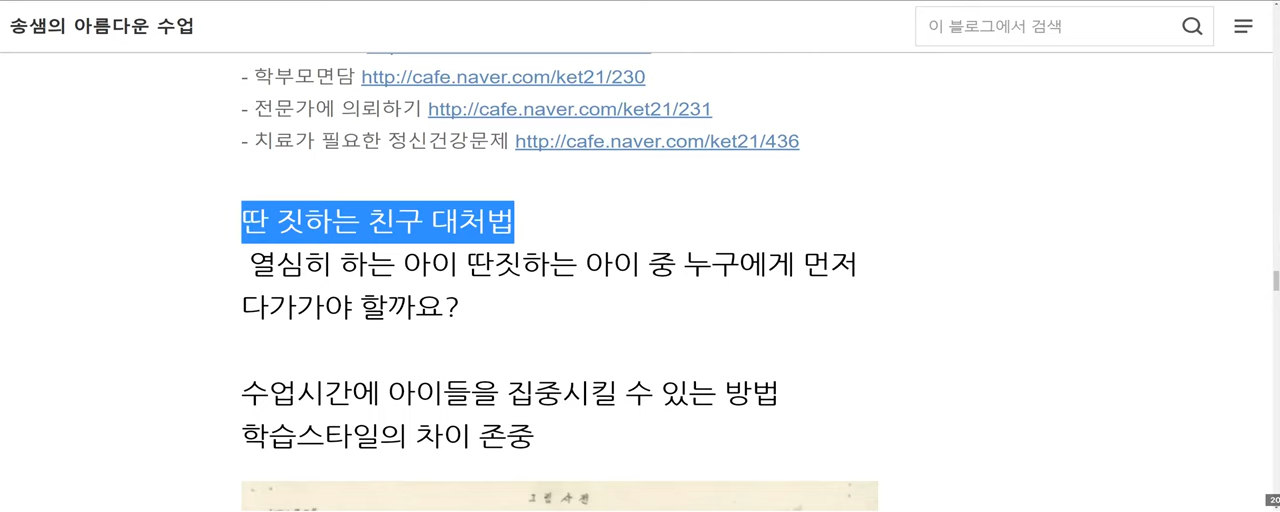 송샘의 아름다운 수업
이 블로그에서 검색
- 학부모면담 http://cafe.naver.com/ket21/230
- 전문가에 의뢰하기 http://cafe.naver.com/ket21/231
- 치료가 필요한 정신건강문제 http://cafe.naver.com/ket21/436
딴 짓하는 친구 대처법
열심히 하는 아이 딴짓하는 아이 중 누구에게 먼저
다가가야 할까요?
수업시간에 아이들을 집중시킬 수 있는 방법
학습스타일의 차이 존중
그림사전
20